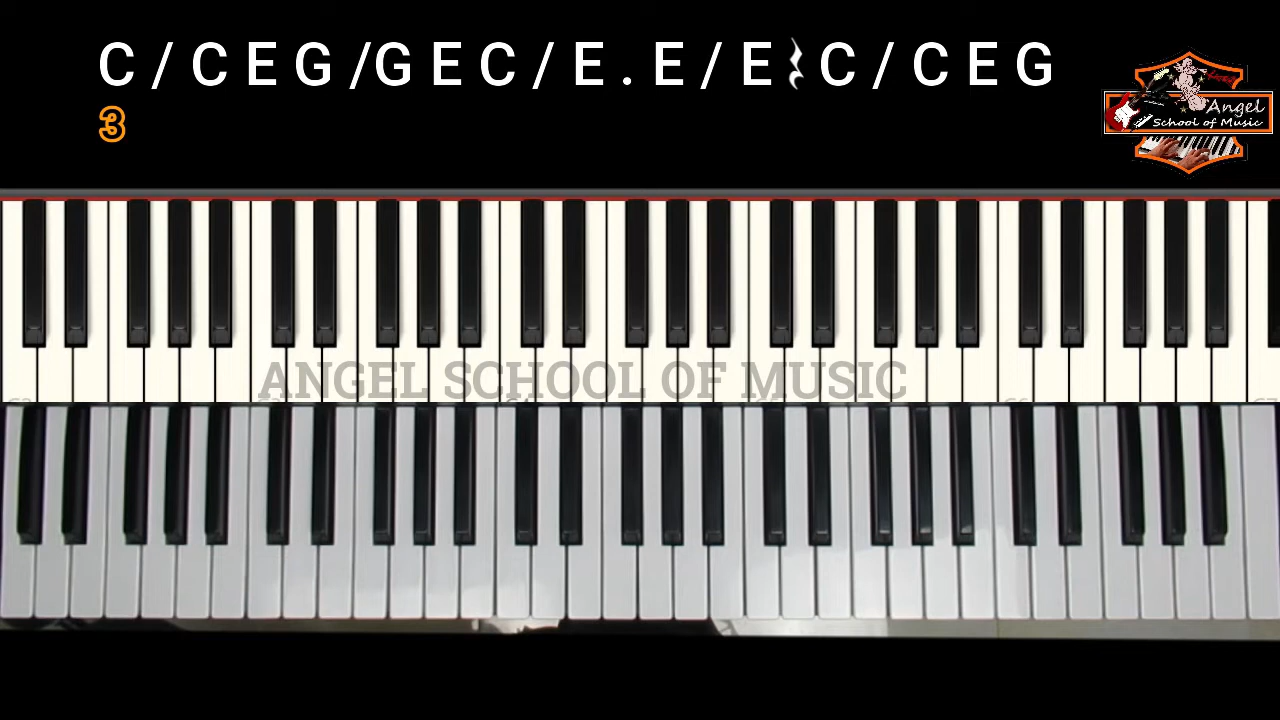 C / C E G / G E C / E . E / E 𝄽 C / C E G
3
Angel
School of Music
ANGEL SCHOOL OF MUSIC